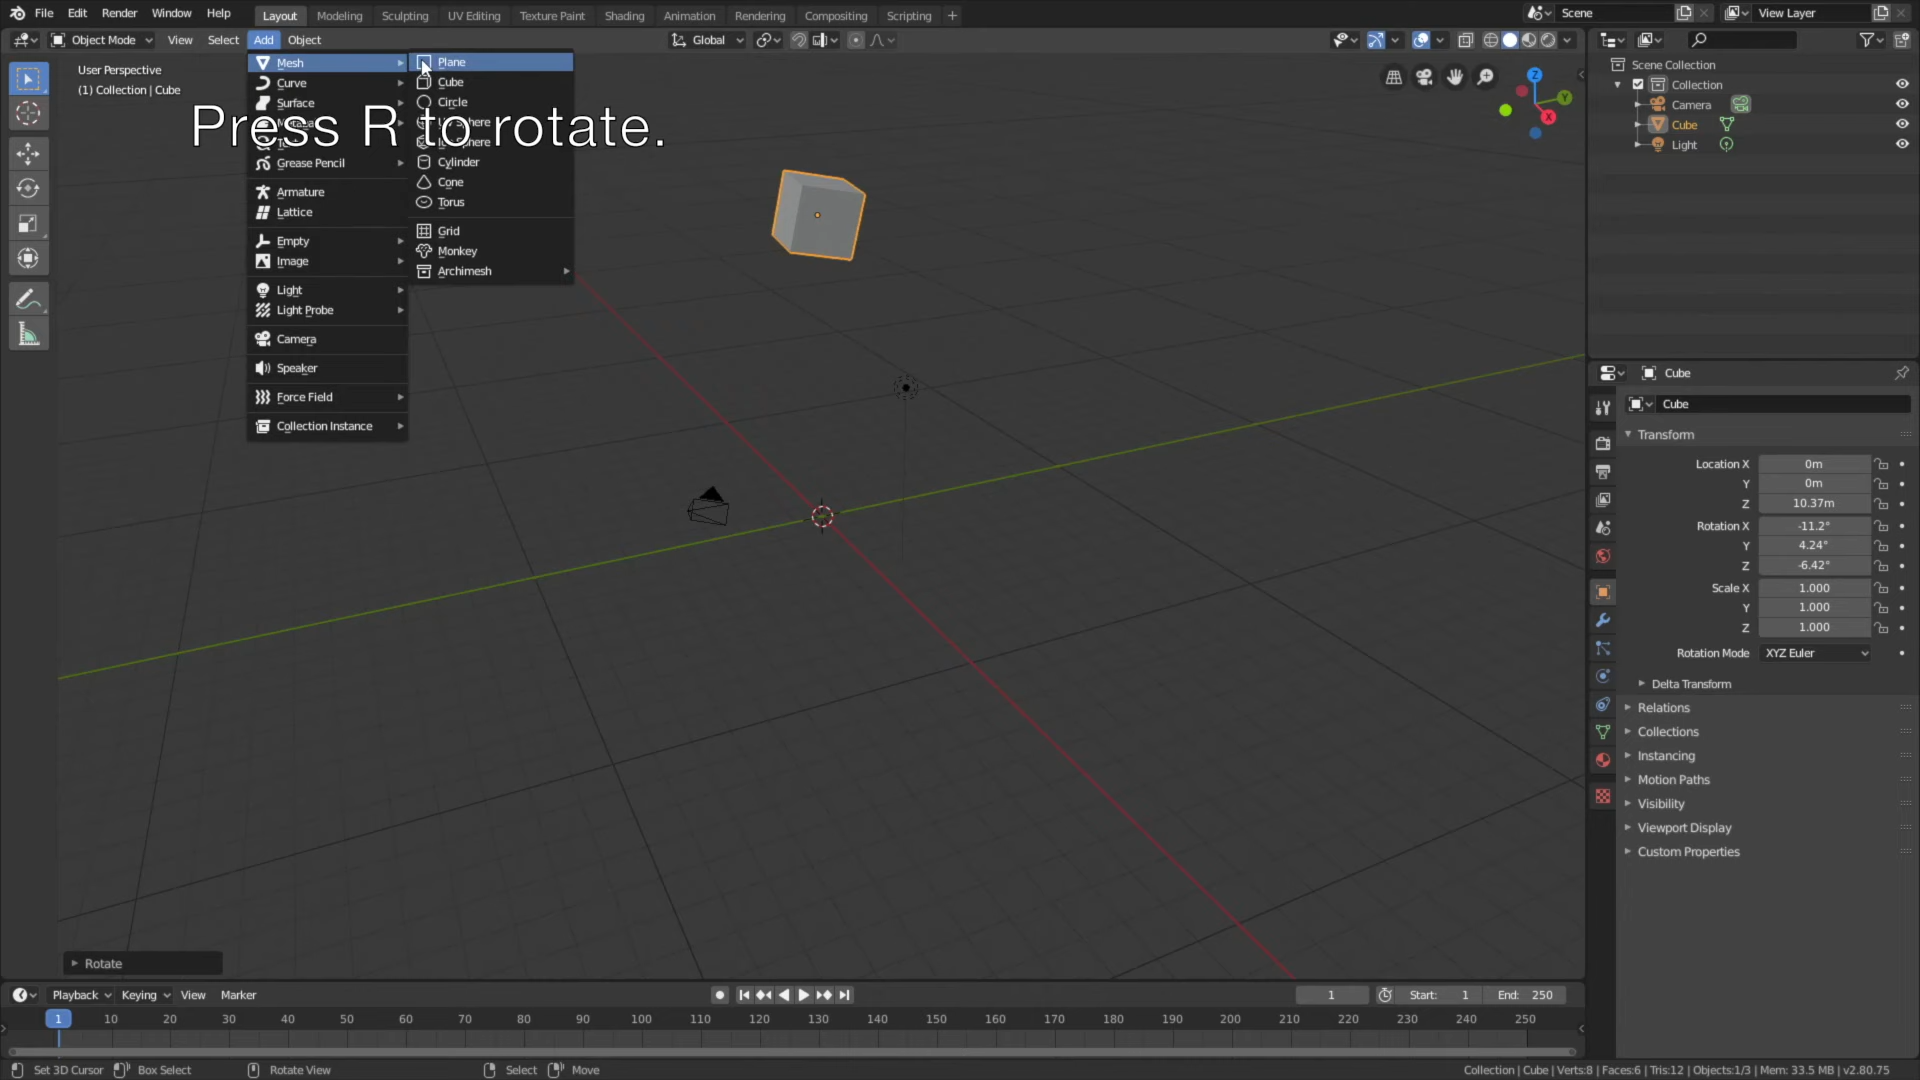 File Edit Render Window Help
Layout Modeling Sculpting UV Editing Texture Paint Shading Animation Rendering Compositing Scripting +
Scene
View Layer
Object Mode View Select Add Object
Global
User Perspective
(1) Collection | Cube
Press R to rotate.
Mesh
Curve
Surface
Grease Pencil
Armature
Lattice
Empty
Image
Light
Light Probe
Camera
Speaker
Force Field
Collection Instance
Plane
Cube
Circle
Cylinder
Cone
Torus
Grid
Monkey
Archimesh
Z
Y
X
Scene Collection
Collection
Camera
Cube
Light
Cube
Cube
Transform
Location X 0m
Y 0m
Z 10.37m
Rotation X -11.2°
Y 4.24°
Z -6.42°
Scale X 1.000
Y 1.000
Z 1.000
Rotation Mode XYZ Euler
Delta Transform
Relations
Collections
Instancing
Motion Paths
Visibility
Viewport Display
Custom Properties
Rotate
Playback Keying View Marker
1 Start: 1 End: 250
1 10 20 30 40 50 60 70 80 90 100 110 120 130 140 150 160 170 180 190 200 210 220 230 240 250
Set 3D Cursor Box Select Rotate View Select Move
Collection | Cube | Verts:8 | Faces:6 | Tris:12 | Objects:1/3 | Mem: 33.5 MB | v2.80.75